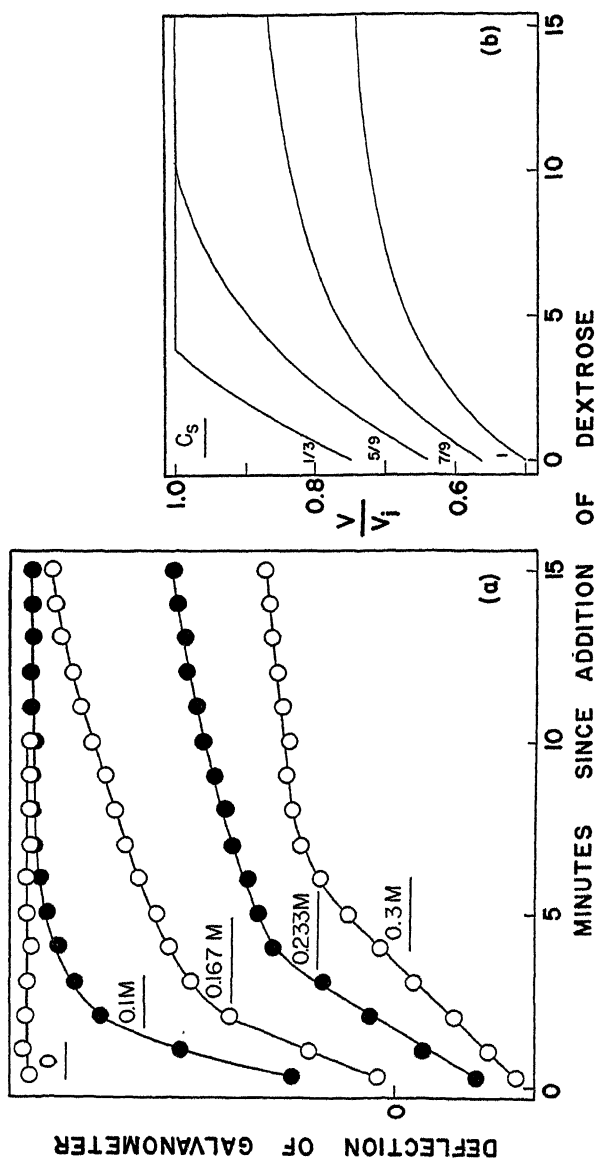 DEFLECTION OF GALVANOMETER
0
0
0.1M
0.167 M
0.233M
0.3M
(a)
0 5 10 15
V/Vi
1.0
0.8
0.6
Cs
1/3
5/9
7/9
1
(b)
0 5 10 15
MINUTES SINCE ADDITION OF DEXTROSE